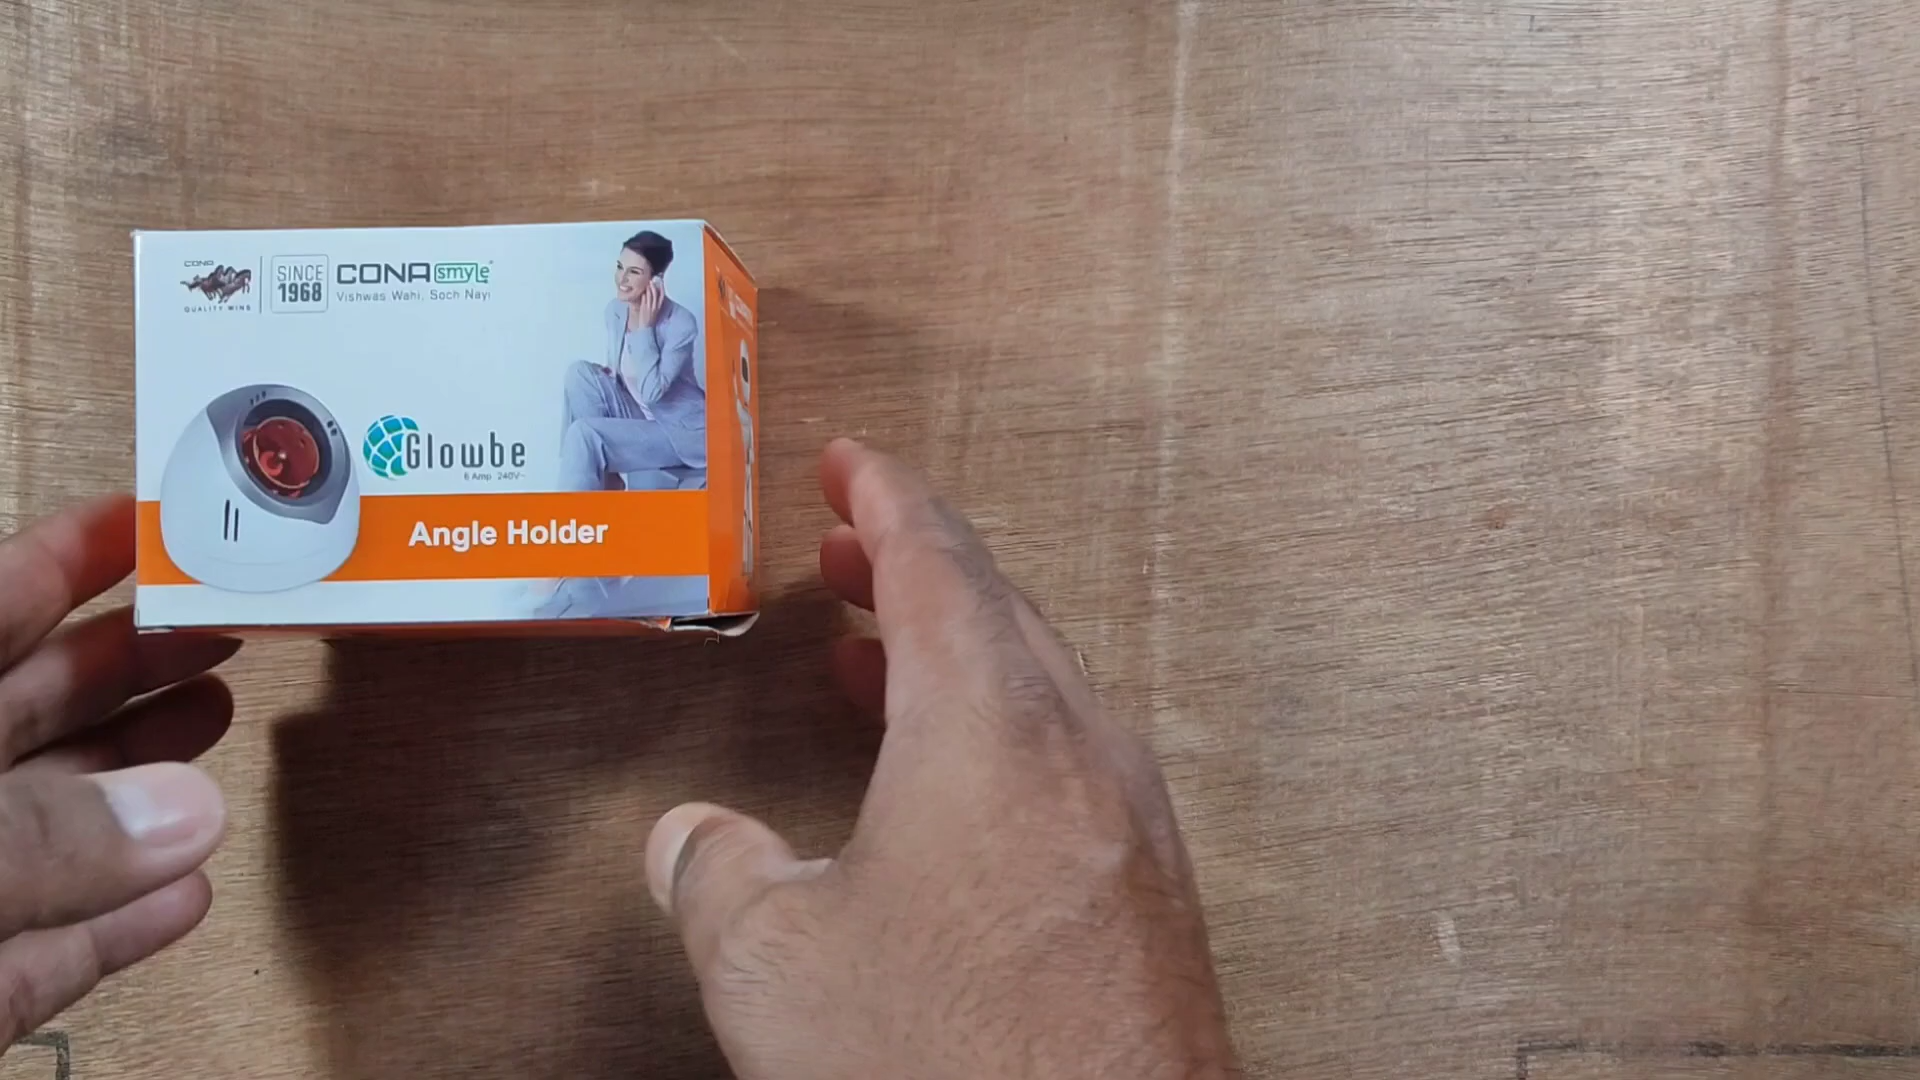 CONA
QUALITY WINS
SINCE
1968
CONA smyle
Vishwas Wahi, Soch Nayi
Glowbe
6 Amp 240V~
Angle Holder